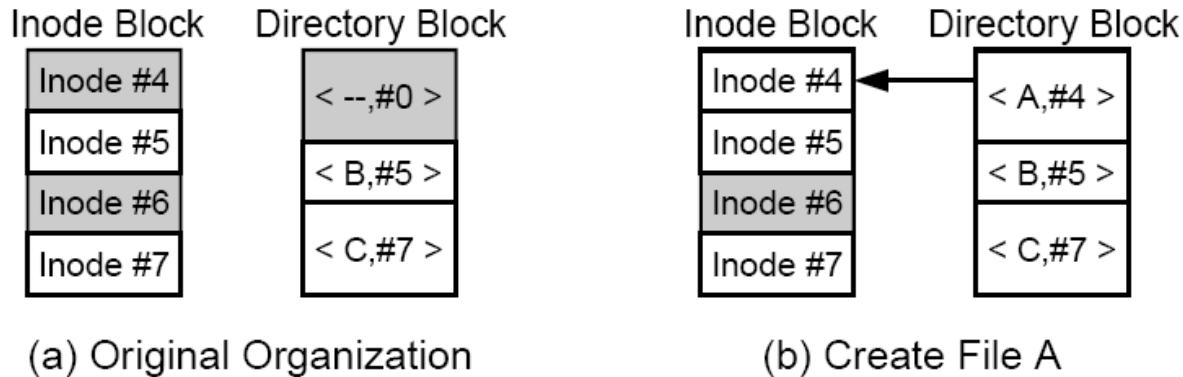 Inode Block Directory Block
Inode #4
Inode #5
Inode #6
Inode #7
< --,#0 >
< B,#5 >
< C,#7 >
(a) Original Organization
Inode Block Directory Block
Inode #4
Inode #5
Inode #6
Inode #7
< A,#4 >
< B,#5 >
< C,#7 >
(b) Create File A